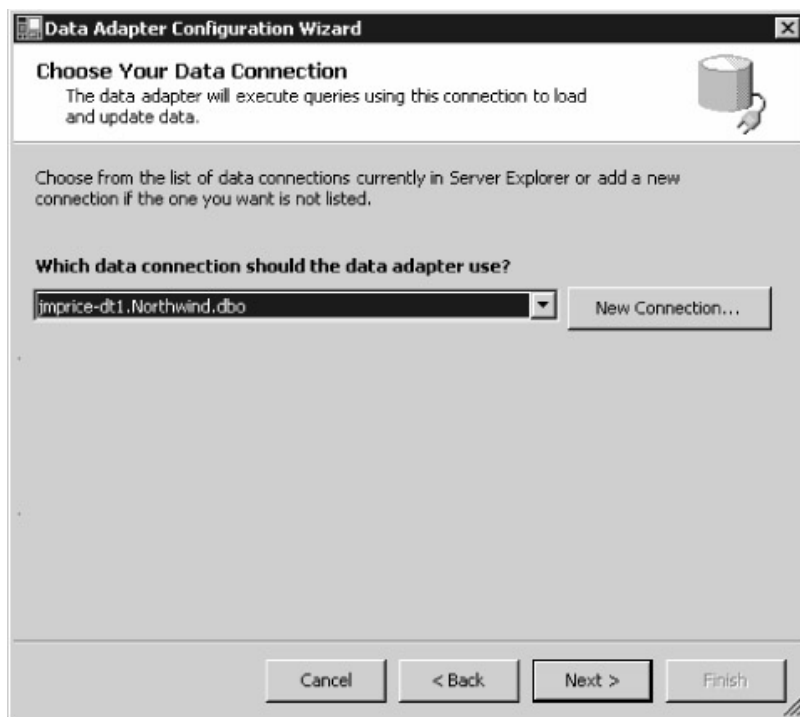 Data Adapter Configuration Wizard
Choose Your Data Connection
The data adapter will execute queries using this connection to load
and update data.
Choose from the list of data connections currently in Server Explorer or add a new
connection if the one you want is not listed.
Which data connection should the data adapter use?
jmprice-dt1.Northwind.dbo
New Connection...
Cancel
< Back
Next >
Finish